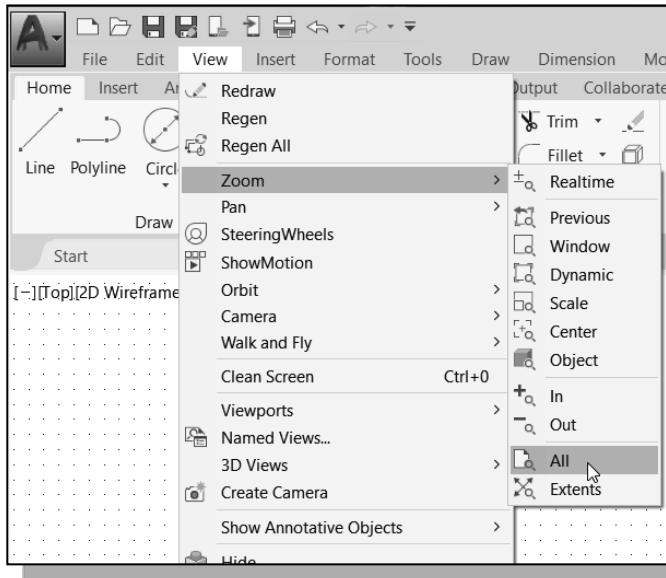 A
File Edit View Insert Format Tools Draw Dimension Mo
Home Insert A
utput Collaborate
Redraw
Regen
Regen All
Zoom
Pan
SteeringWheels
ShowMotion
Orbit
Camera
Walk and Fly
Clean Screen Ctrl+0
Viewports
Named Views...
3D Views
Create Camera
Show Annotative Objects
Hide
Line Polyline Circl
Draw
Trim
Fillet
Start
[−][Top][2D Wireframe
Realtime
Previous
Window
Dynamic
Scale
Center
Object
In
Out
All
Extents